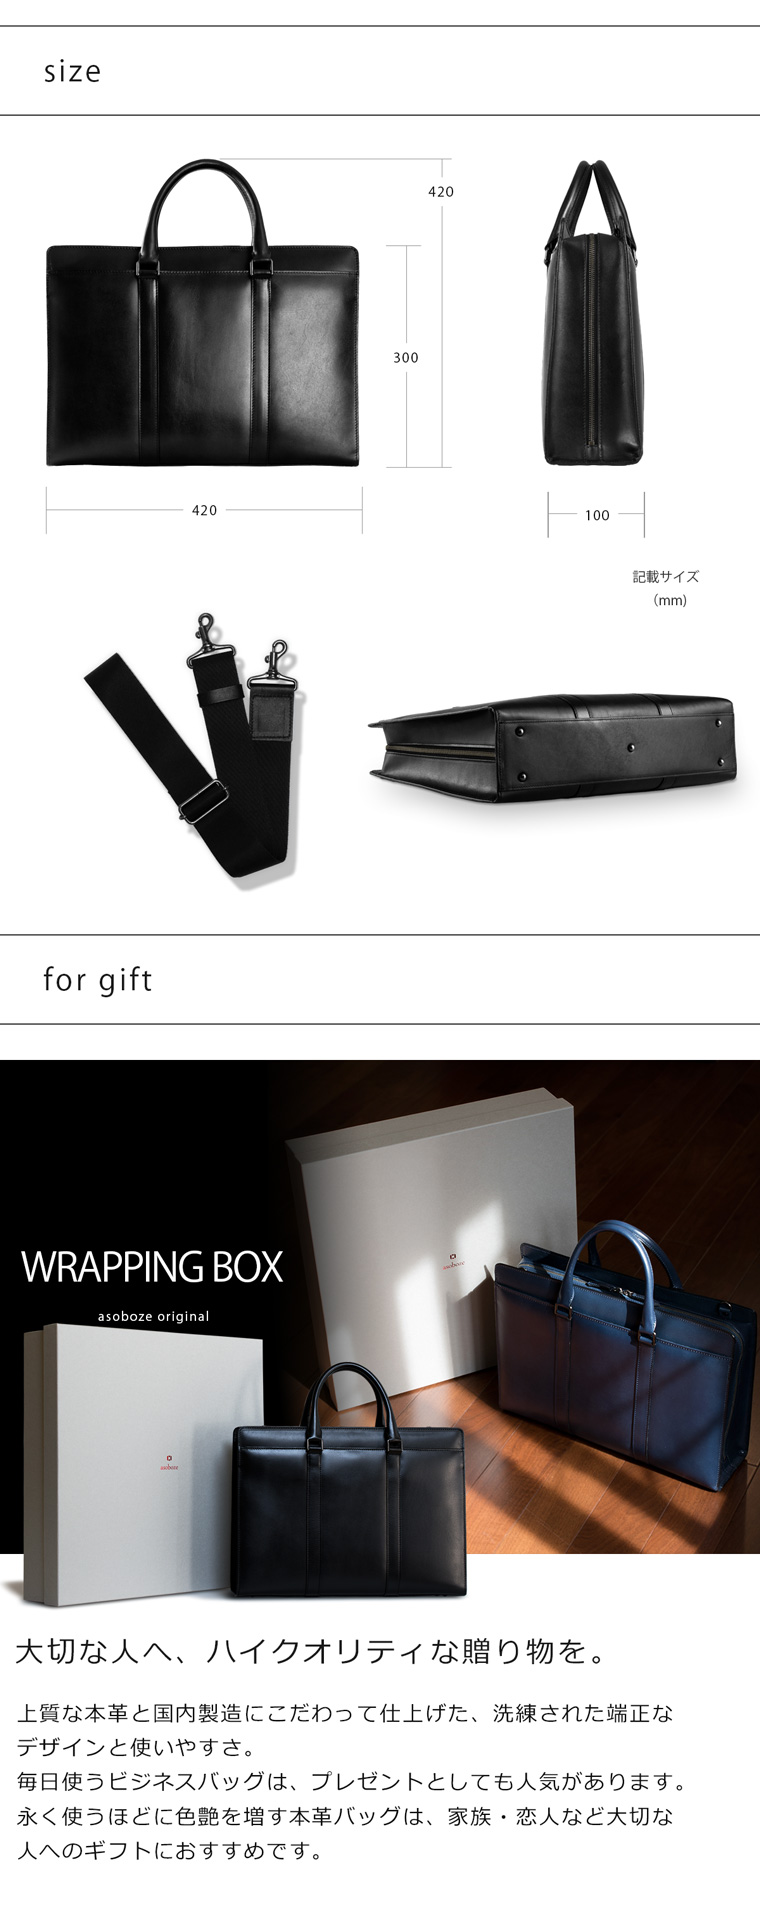 size
420
300
420
100
記載サイズ
（mm）
for gift
WRAPPING BOX
asoboze original
asoboze
asoboze
大切な人へ、ハイクオリティな贈り物を。
上質な本革と国内製造にこだわって仕上げた、洗練された端正な
デザインと使いやすさ。
毎日使うビジネスバッグは、プレゼントとしても人気があります。
永く使うほどに色艶を増す本革バッグは、家族・恋人など大切な
人へのギフトにおすすめです。